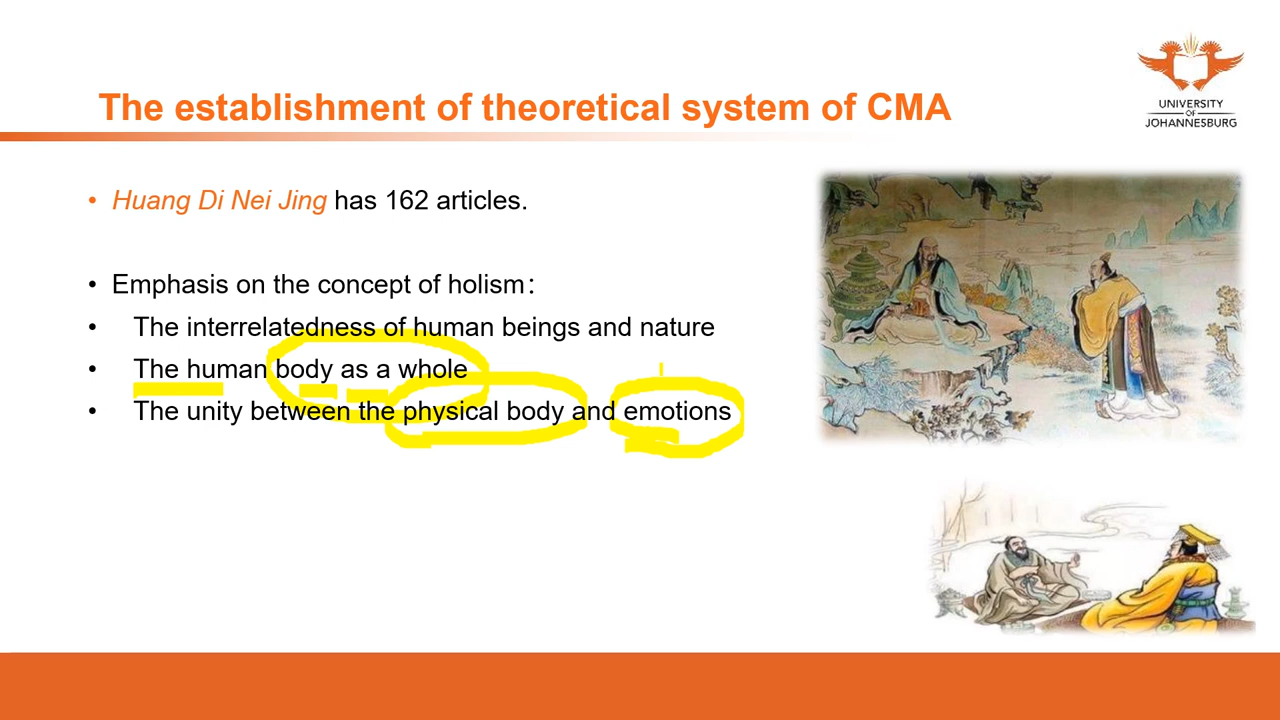 The establishment of theoretical system of CMA
UNIVERSITY
OF
JOHANNESBURG
• Huang Di Nei Jing has 162 articles.
• Emphasis on the concept of holism：
• The interrelatedness of human beings and nature
• The human body as a whole
• The unity between the physical body and emotions